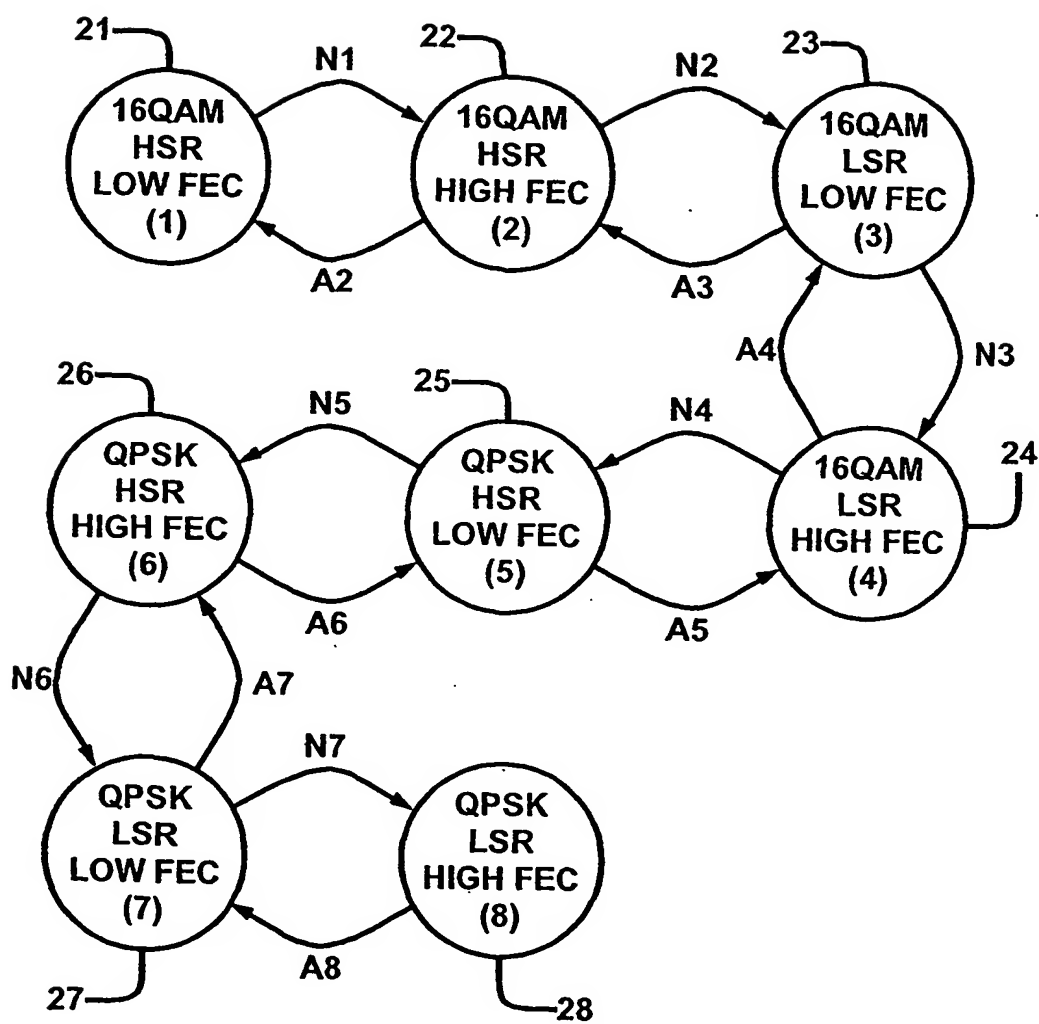 21
N1
22
N2
23
16QAM
HSR
LOW FEC
(1)
16QAM
HSR
HIGH FEC
(2)
16QAM
LSR
LOW FEC
(3)
A2
A3
A4
N3
26
N5
25
N4
24
QPSK
HSR
HIGH FEC
(6)
QPSK
HSR
LOW FEC
(5)
16QAM
LSR
HIGH FEC
(4)
A6
A5
N6
A7
N7
QPSK
LSR
LOW FEC
(7)
QPSK
LSR
HIGH FEC
(8)
A8
27
28